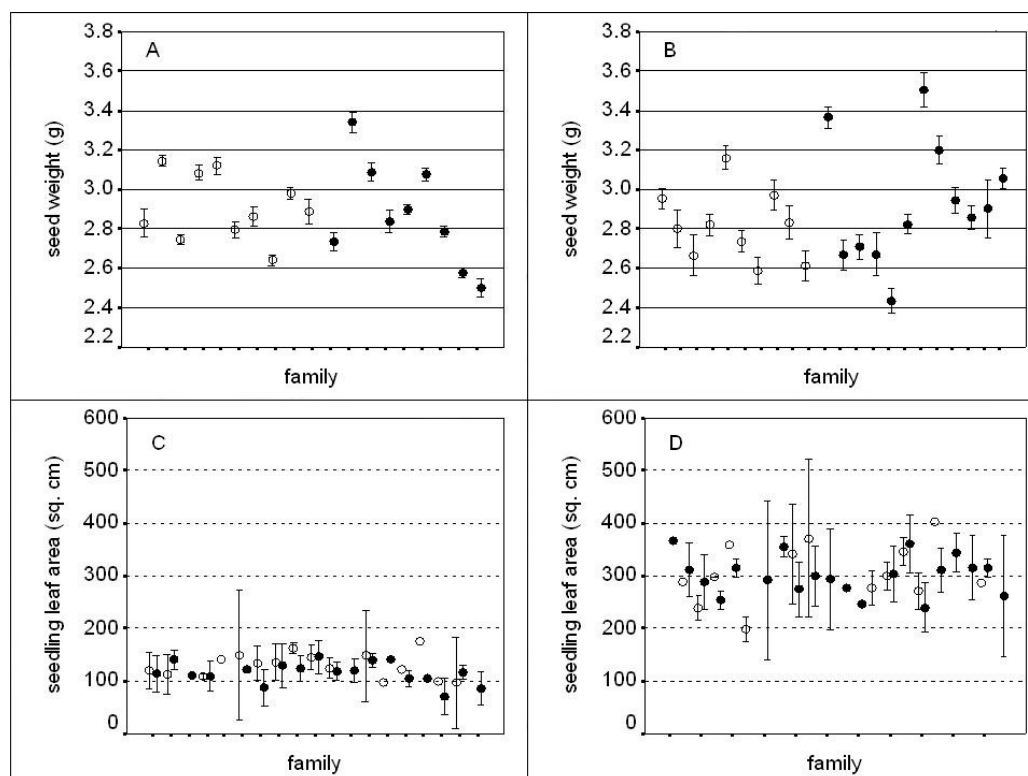 A
seed weight (g)
3.8
3.6
3.4
3.2
3.0
2.8
2.6
2.4
2.2
family
B
seed weight (g)
3.8
3.6
3.4
3.2
3.0
2.8
2.6
2.4
2.2
family
C
seedling leaf area (sq. cm)
600
500
400
300
200
100
0
family
D
seedling leaf area (sq. cm)
600
500
400
300
200
100
0
family